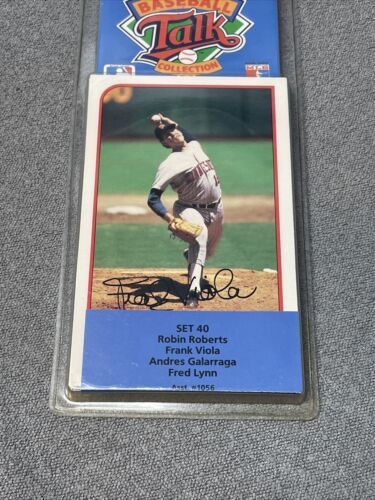 BASEBALL
Talk
COLLECTION
SET 40
Robin Roberts
Frank Viola
Andres Galarraga
Fred Lynn
Asst. #1056